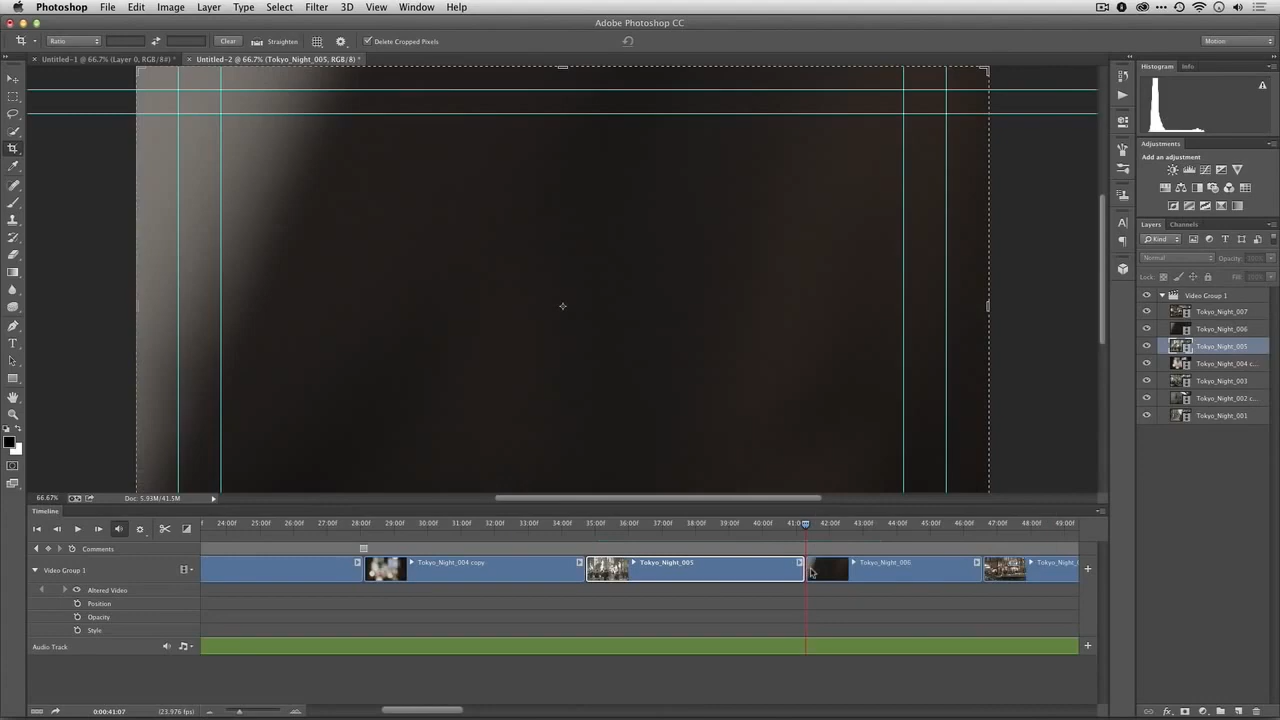 Photoshop File Edit Image Layer Type Select Filter 3D View Window Help
Adobe Photoshop CC
Ratio Clear Straighten Delete Cropped Pixels Motion
Untitled-1 @ 66.7% (Layer 0, RGB/8#) * Untitled-2 @ 66.7% (Tokyo_Night_005, RGB/8) *
Histogram Info
Adjustments
Add an adjustment
Layers Channels
Kind
Normal Opacity: 100%
Lock: Fill: 100%
Video Group 1
Tokyo_Night_007
Tokyo_Night_006
Tokyo_Night_005
Tokyo_Night_004 c...
Tokyo_Night_003
Tokyo_Night_002 c...
Tokyo_Night_001
66.67% Doc: 5.93M/41.5M
Timeline
24:00f 25:00f 26:00f 27:00f 28:00f 29:00f 30:00f 31:00f 32:00f 33:00f 34:00f 35:00f 36:00f 37:00f 38:00f 39:00f 40:00f 41:00f 42:00f 43:00f 44:00f 45:00f 46:00f 47:00f 48:00f 49:00f
Comments
Video Group 1 Tokyo_Night_004 copy Tokyo_Night_005 Tokyo_Night_006 Tokyo_Night_
Altered Video
Position
Opacity
Style
Audio Track
0:00:41:07 (23.976 fps)